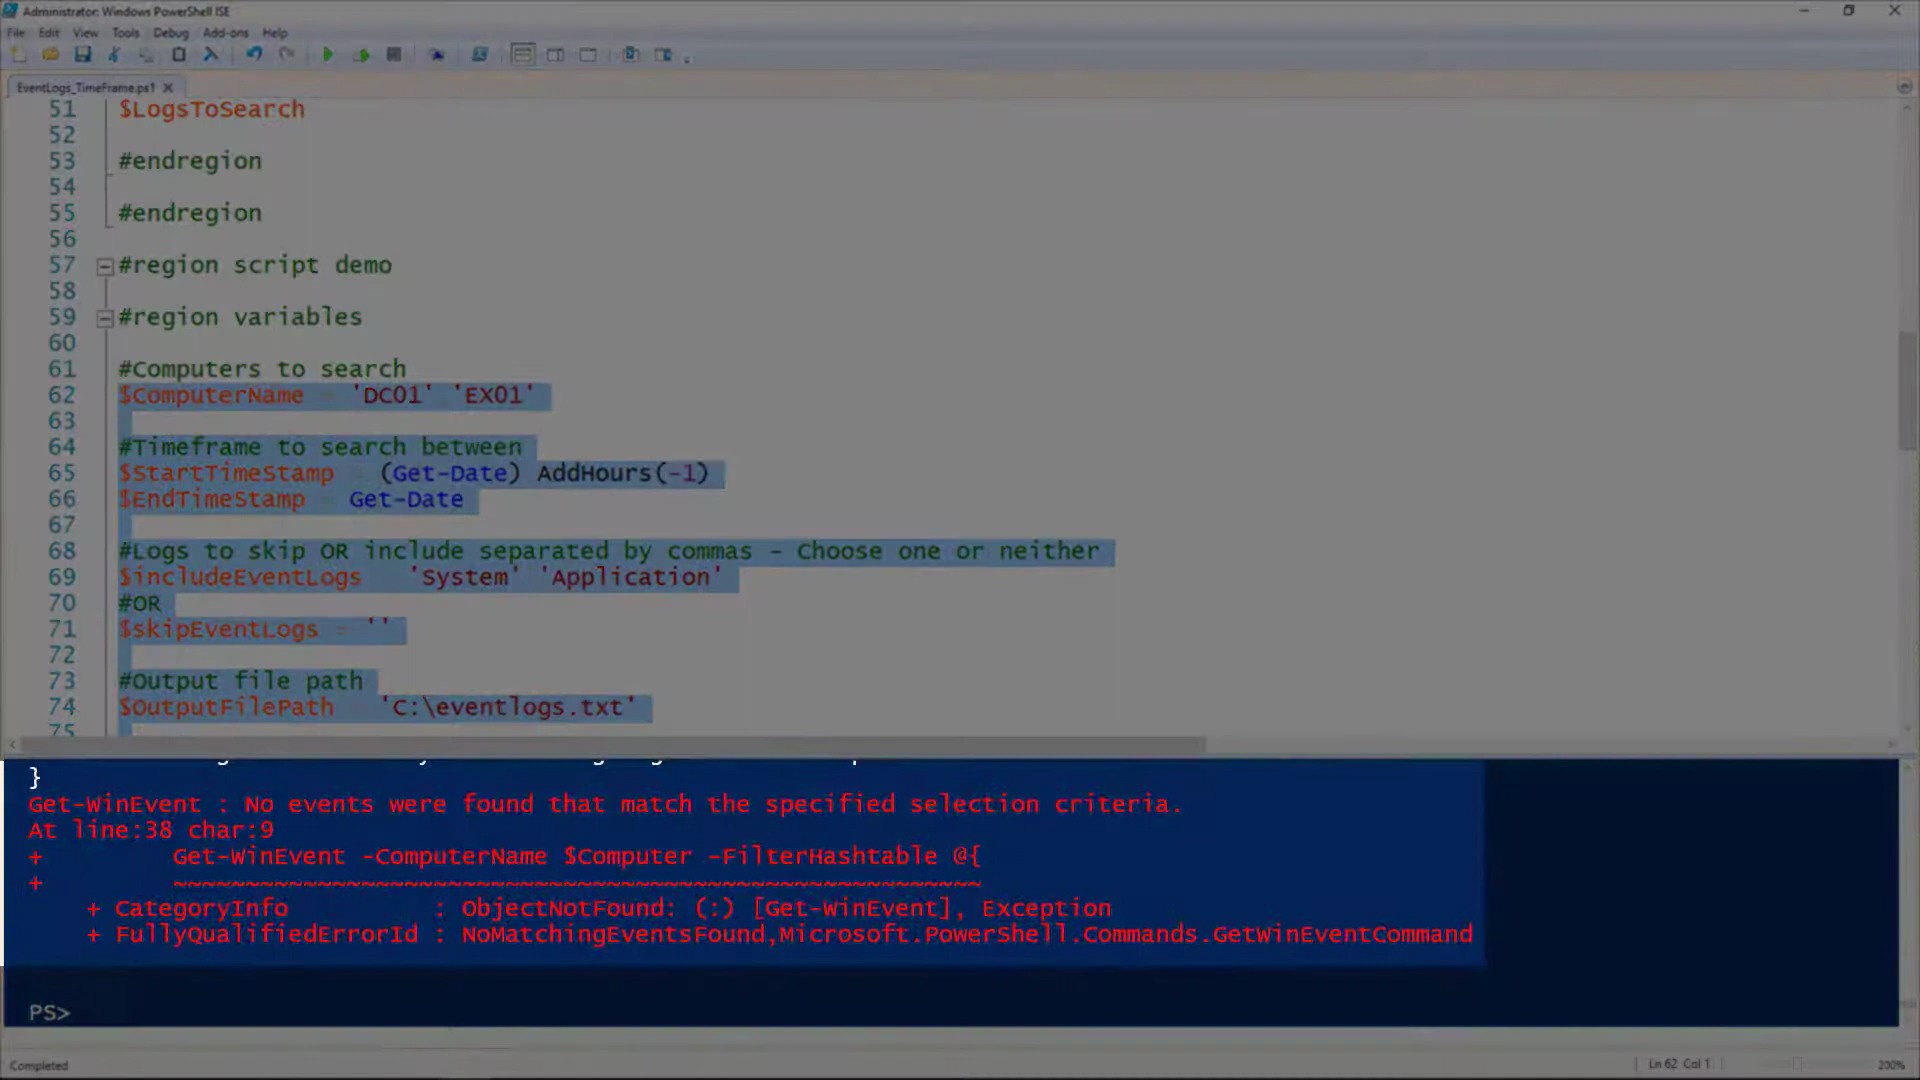 Administrator: Windows PowerShell ISE
File Edit View Tools Debug Add-ons Help
EventLogs_TimeFrame.ps1
51 $LogsToSearch
52
53 #endregion
54
55 #endregion
56
57 #region script demo
58
59 #region variables
60
61 #Computers to search
62 $ComputerName = 'DC01' 'EX01'
63
64 #Timeframe to search between
65 $StartTimeStamp = (Get-Date) AddHours(-1)
66 $EndTimeStamp = Get-Date
67
68 #Logs to skip OR include separated by commas - Choose one or neither
69 $includeEventLogs 'System' 'Application'
70 #OR
71 $skipEventLogs = ''
72
73 #Output file path
74 $OutputFilePath 'C:\eventlogs.txt'
75
}
Get-WinEvent : No events were found that match the specified selection criteria.
At line:38 char:9
+ Get-WinEvent -ComputerName $Computer -FilterHashtable @{
+ ~~~~~~~~~~~~~~~~~~~~~~~~~~~~~~~~~~~~~~~~~~~~~~~~~~~~~~~~
+ CategoryInfo : ObjectNotFound: (:) [Get-WinEvent], Exception
+ FullyQualifiedErrorId : NoMatchingEventsFound,Microsoft.PowerShell.Commands.GetWinEventCommand
PS>
Completed
Ln 62 Col 1
200%